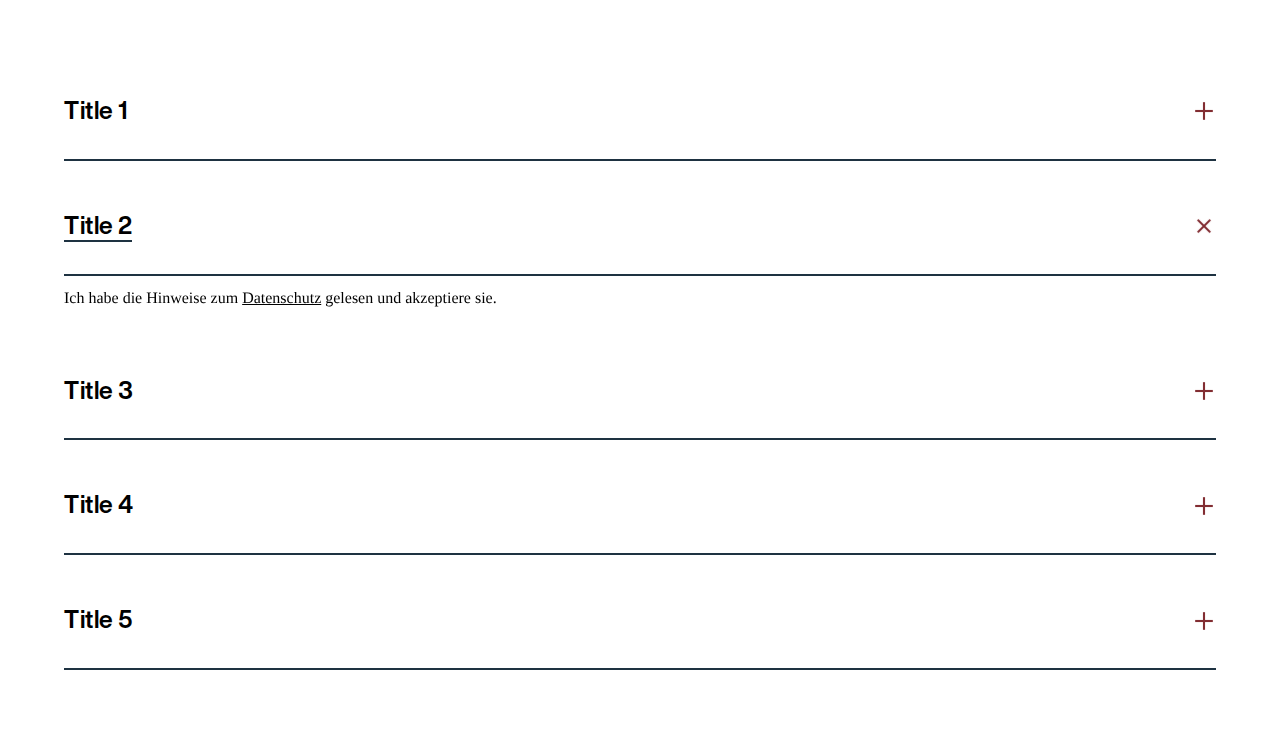 Title 1
Title 2
Ich habe die Hinweise zum Datenschutz gelesen und akzeptiere sie.
Title 3
Title 4
Title 5